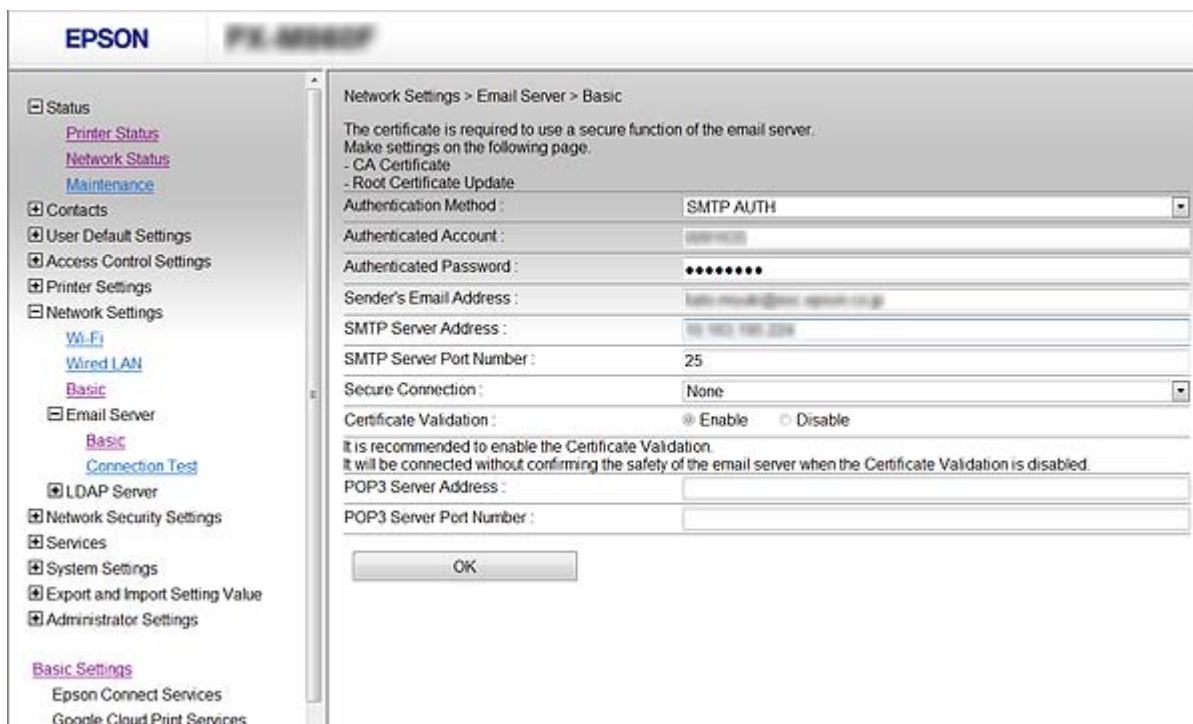 EPSON
Status
Printer Status
Network Status
Maintenance
Contacts
User Default Settings
Access Control Settings
Printer Settings
Network Settings
Wi-Fi
Wired LAN
Basic
Email Server
Basic
Connection Test
LDAP Server
Network Security Settings
Services
System Settings
Export and Import Setting Value
Administrator Settings
Basic Settings
Epson Connect Services
Google Cloud Print Services
Network Settings > Email Server > Basic
The certificate is required to use a secure function of the email server.
Make settings on the following page.
- CA Certificate
- Root Certificate Update
Authentication Method : SMTP AUTH
Authenticated Account :
Authenticated Password : ●●●●●●●●
Sender's Email Address :
SMTP Server Address :
SMTP Server Port Number : 25
Secure Connection : None
Certificate Validation : Enable Disable
It is recommended to enable the Certificate Validation.
It will be connected without confirming the safety of the email server when the Certificate Validation is disabled.
POP3 Server Address :
POP3 Server Port Number :
OK